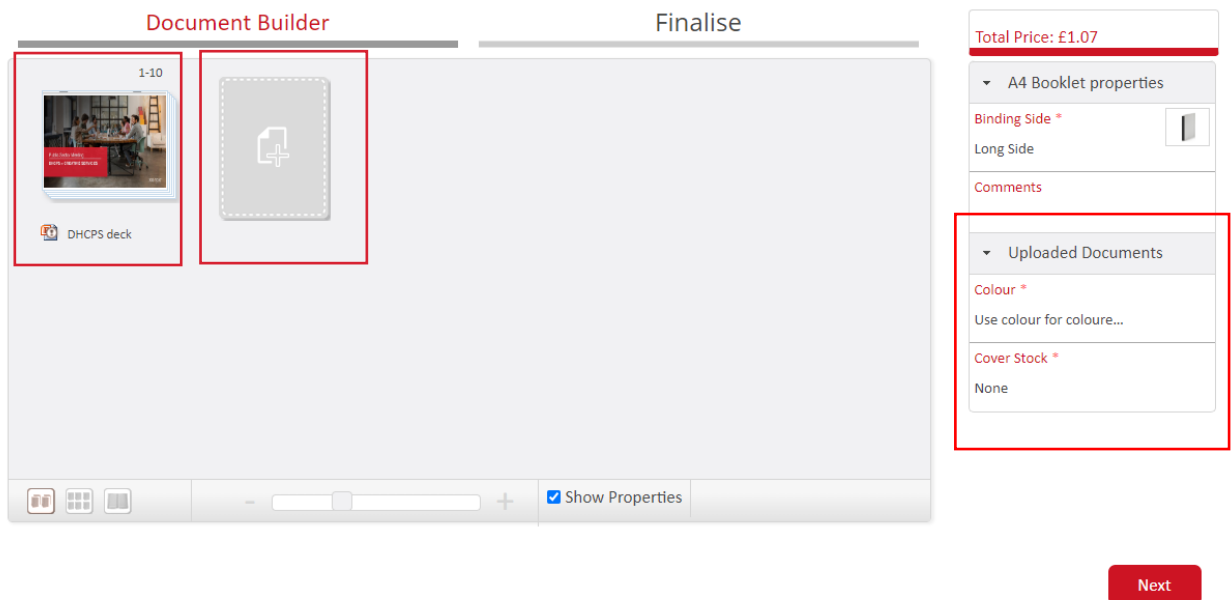 Document Builder
Finalise
1-10
DHCPS deck
Show Properties
Total Price: £1.07
A4 Booklet properties
Binding Side *
Long Side
Comments
Uploaded Documents
Colour *
Use colour for coloure...
Cover Stock *
None
Next